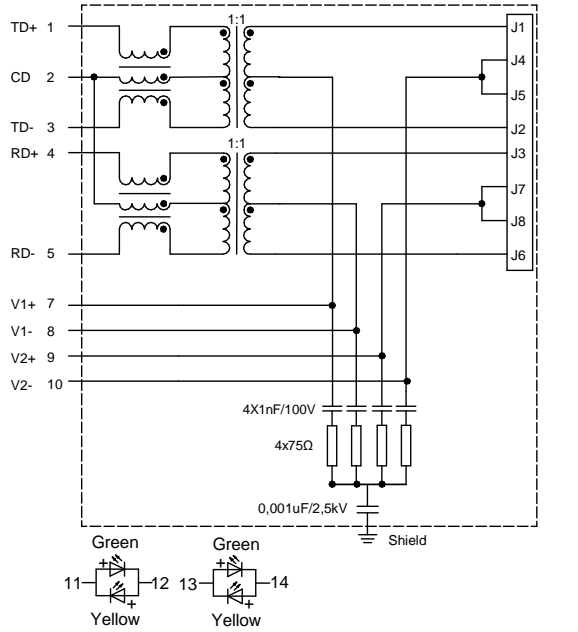 1:1
TD+ 1
J1
J4
CD 2
J5
TD- 3
J2
1:1
RD+ 4
J3
J7
J8
RD- 5
J6
V1+ 7
V1- 8
V2+ 9
V2- 10
4X1nF/100V
4x75Ω
0,001uF/2,5kV
Shield
Green
Green
+
+
11
12
13
14
+
+
Yellow
Yellow